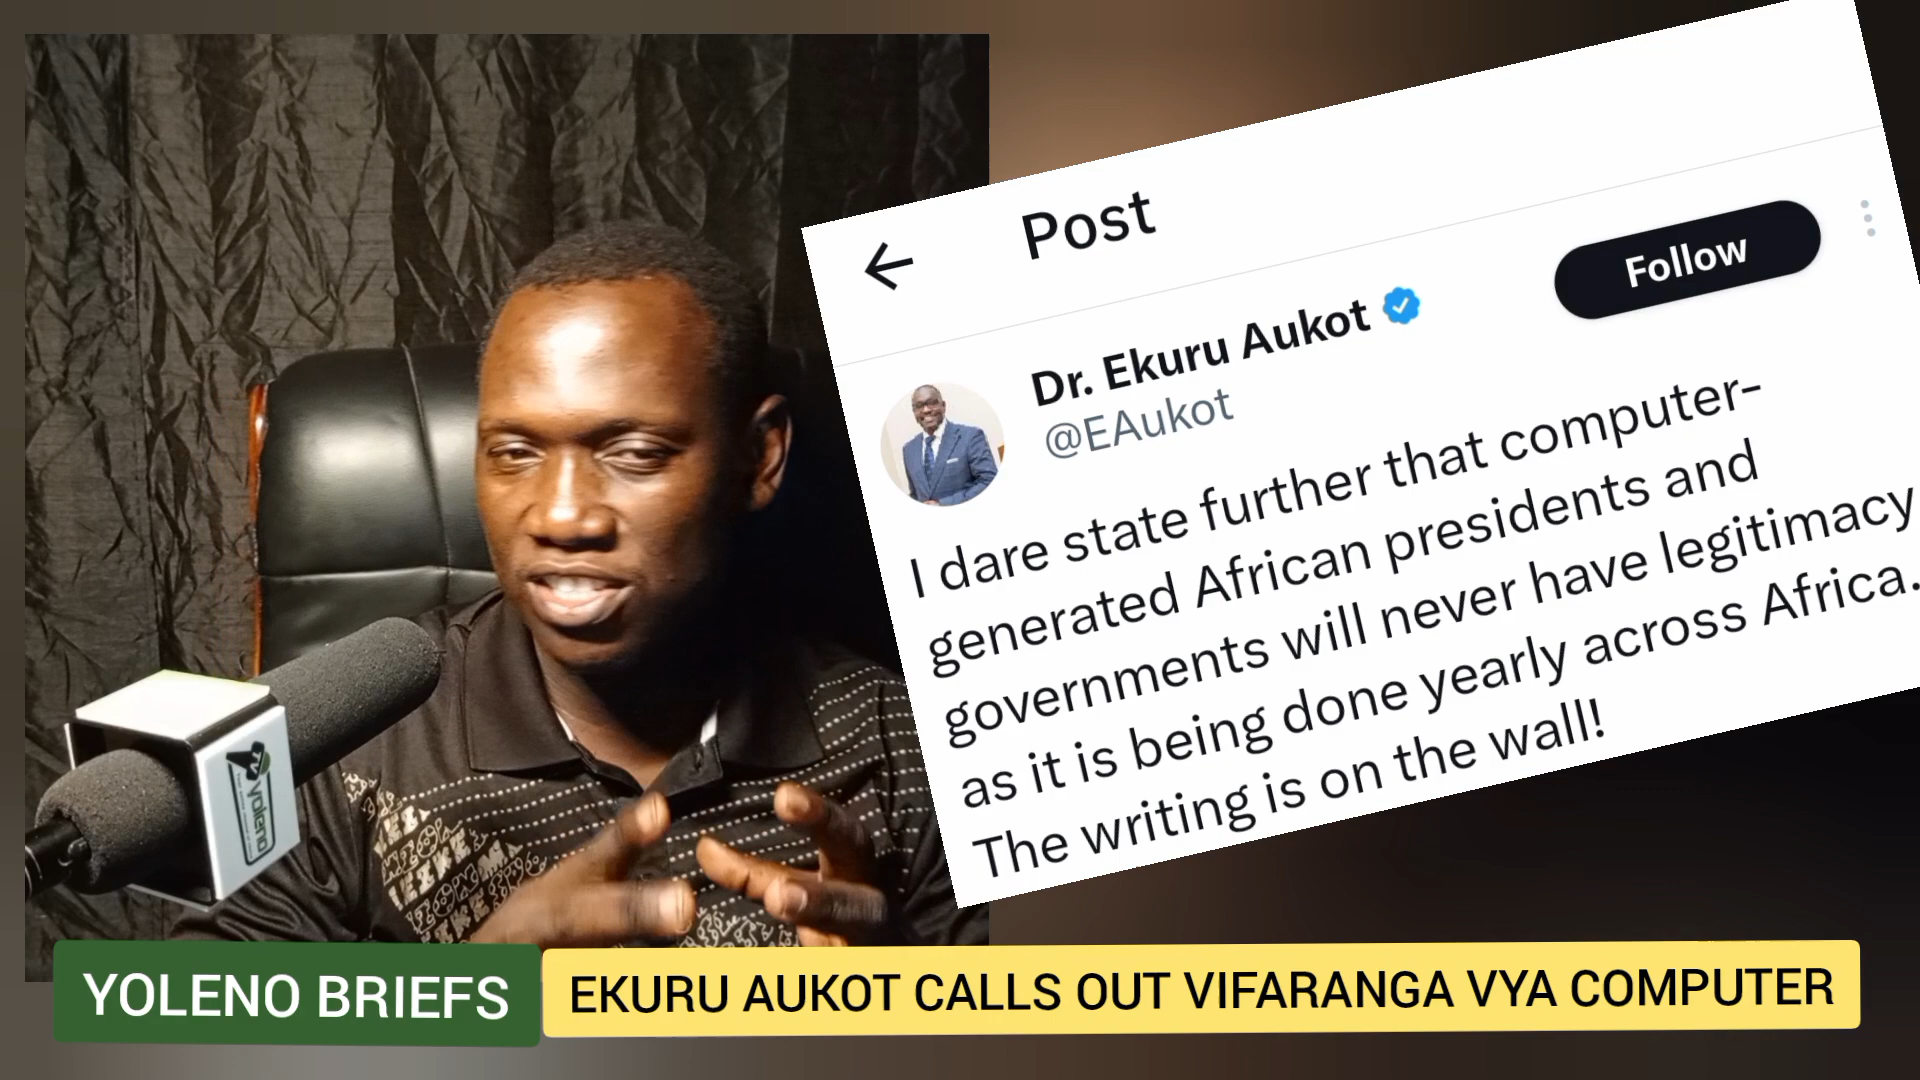 Post
Follow
Dr. Ekuru Aukot
@EAukot
I dare state further that computer-
generated African presidents and
governments will never have legitimacy
as it is being done yearly across Africa.
The writing is on the wall!
Yoleno
YOLENO BRIEFS
EKURU AUKOT CALLS OUT VIFARANGA VYA COMPUTER